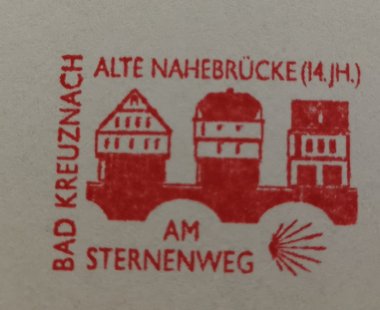 ALTE NAHEBRÜCKE (14.JH.)
BAD KREUZNACH
AM
STERNENWEG